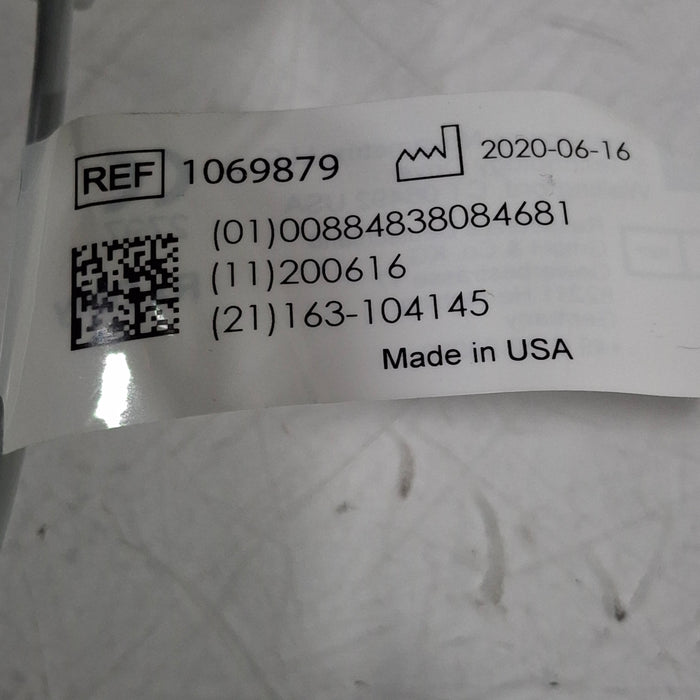 REF 1069879 2020-06-16
(01)00884838084681
(11)200616
(21)163-104145
Made in USA